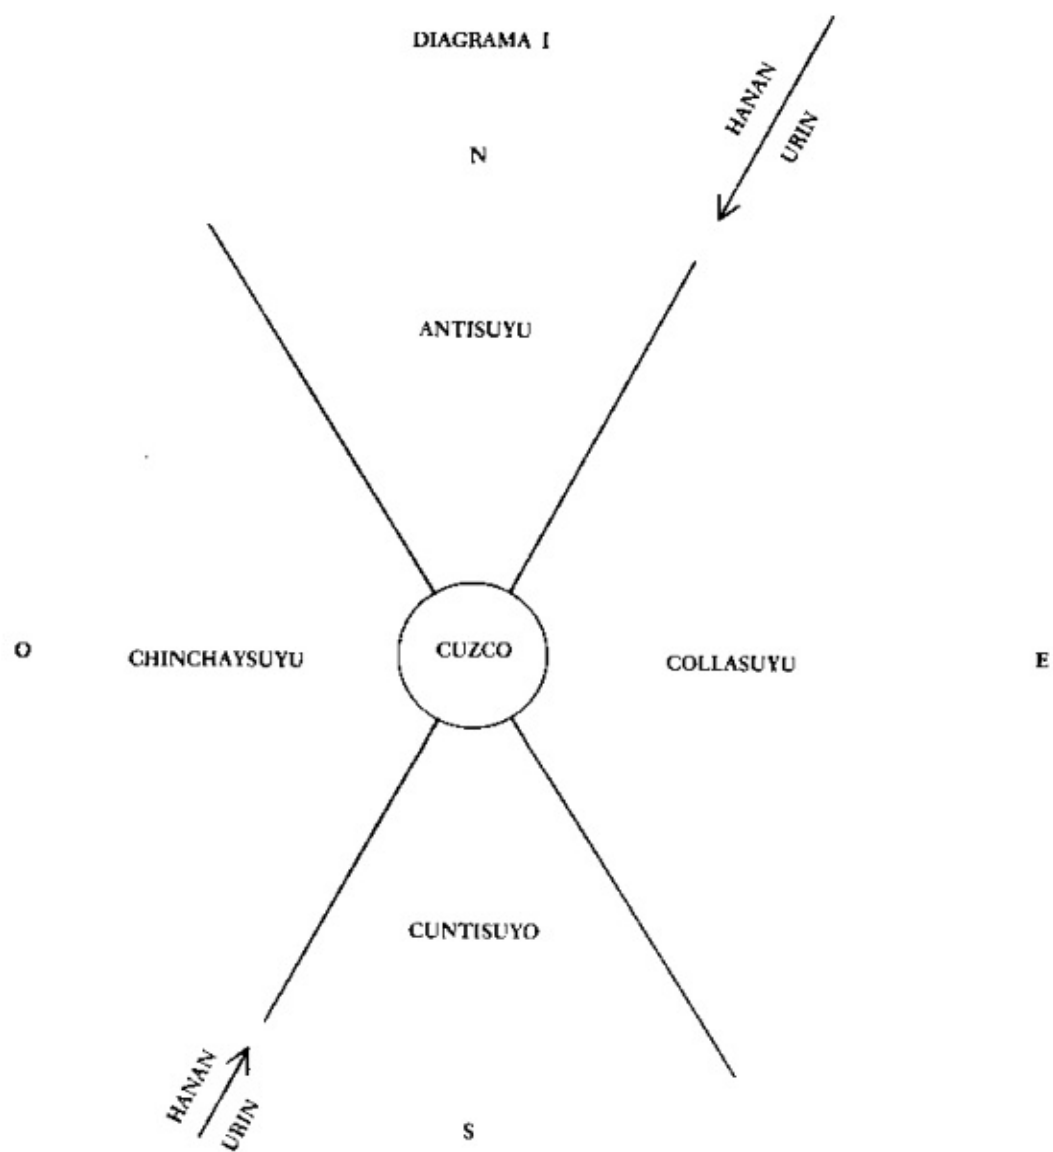 DIAGRAMA I
HANAN
URIN
N
ANTISUYU
O
CHINCHAYSUYU
CUZCO
COLLASUYU
E
CUNTISUYO
HANAN
URIN
S